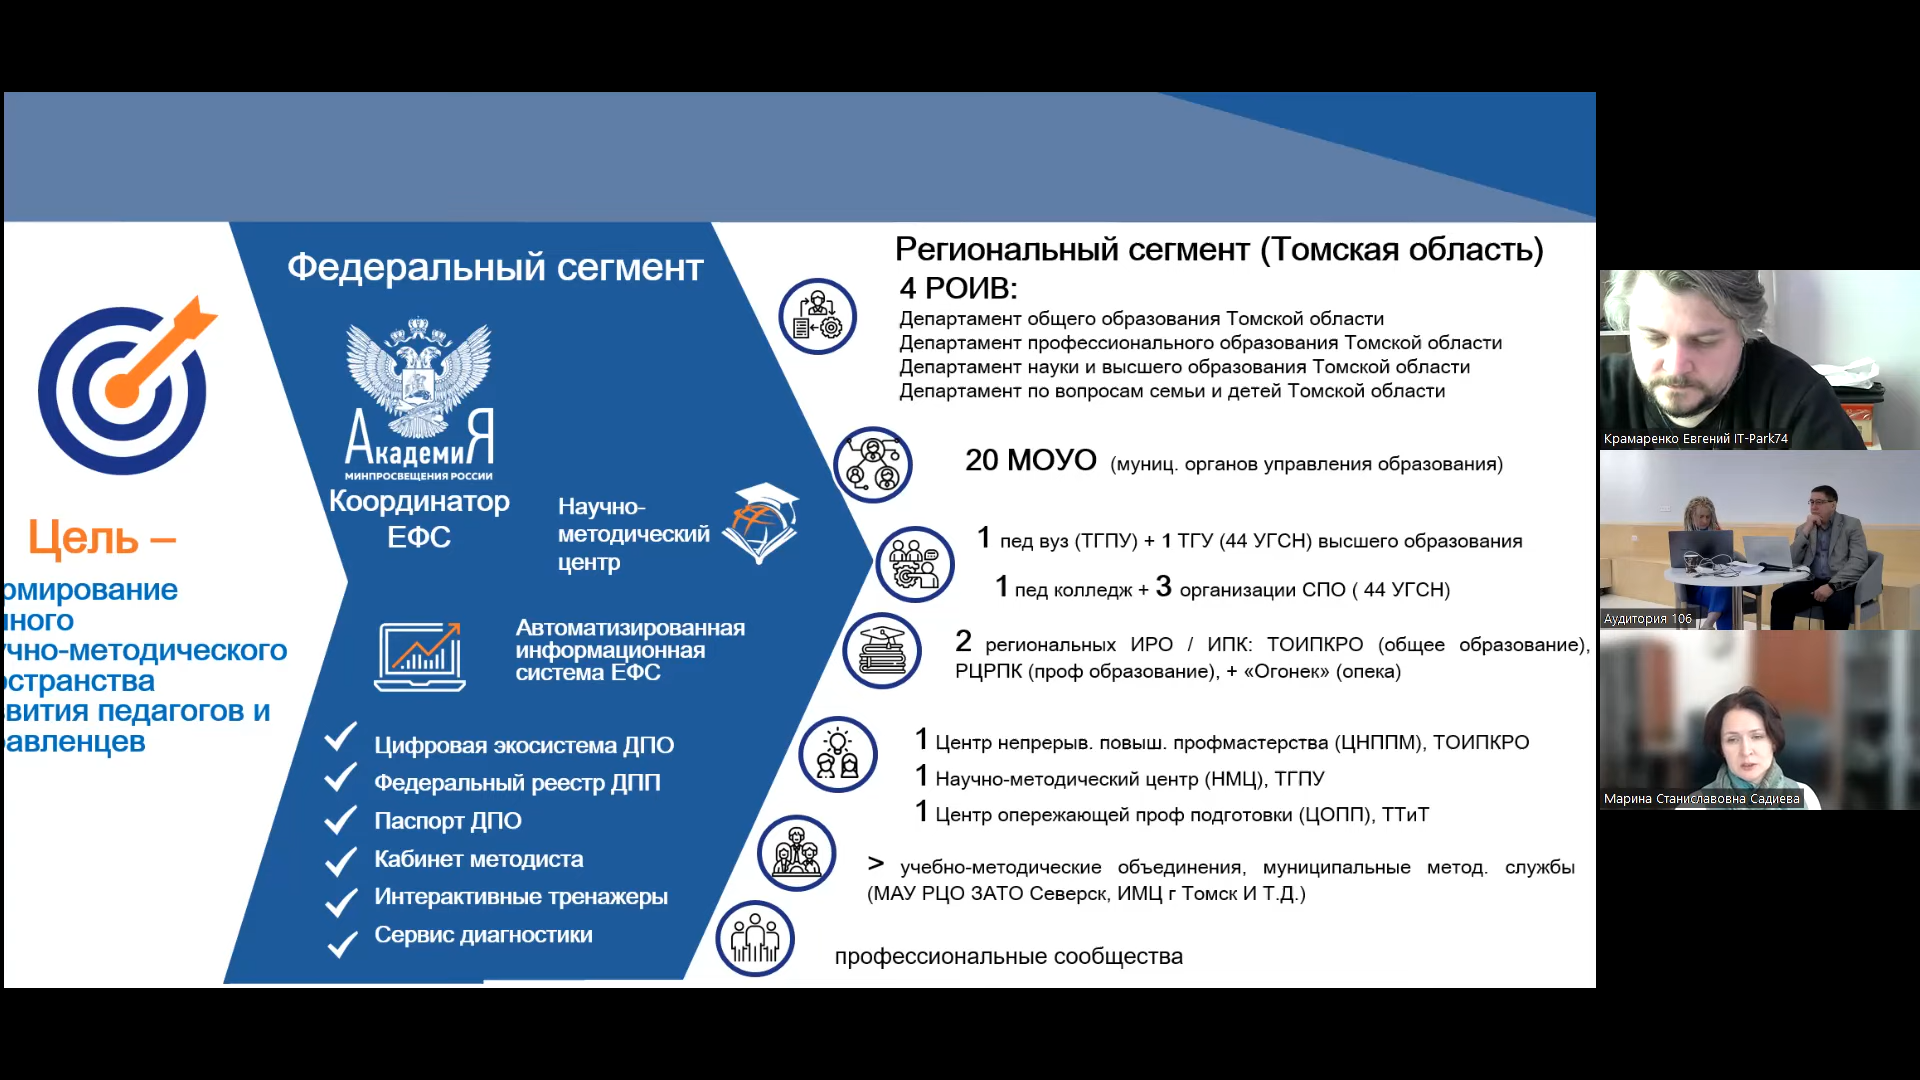 Цель –
рмирование
учно-методического
остранства
вития педагогов и
авленцев
Федеральный сегмент
АкадемиЯ
МИНПРОСВЕЩЕНИЯ РОССИИ
Координатор
ЕФС
Научно-
методический
центр
Автоматизированная
информационная
система ЕФС
Цифровая экосистема ДПО
Федеральный реестр ДПП
Паспорт ДПО
Кабинет методиста
Интерактивные тренажеры
Сервис диагностики
Региональный сегмент (Томская область)
4 РОИВ:
Департамент общего образования Томской области
Департамент профессионального образования Томской области
Департамент науки и высшего образования Томской области
Департамент по вопросам семьи и детей Томской области
20 МОУО (муниц. органов управления образования)
1 пед вуз (ТГПУ) + 1 ТГУ (44 УГСН) высшего образования
1 пед колледж + 3 организации СПО ( 44 УГСН)
2 региональных ИРО / ИПК: ТОИПКРО (общее образование),
РЦРПК (проф образование), + «Огонек» (опека)
1 Центр непрерыв. повыш. профмастерства (ЦНППМ), ТОИПКРО
1 Научно-методический центр (НМЦ), ТГПУ
1 Центр опережающей проф подготовки (ЦОПП), ТТиТ
> учебно-методические объединения, муниципальные метод. службы
(МАУ РЦО ЗАТО Северск, ИМЦ г Томск И Т.Д.)
профессиональные сообщества
Крамаренко Евгений IT-Park74
Аудитория 106
Марина Станиславовна Садиева